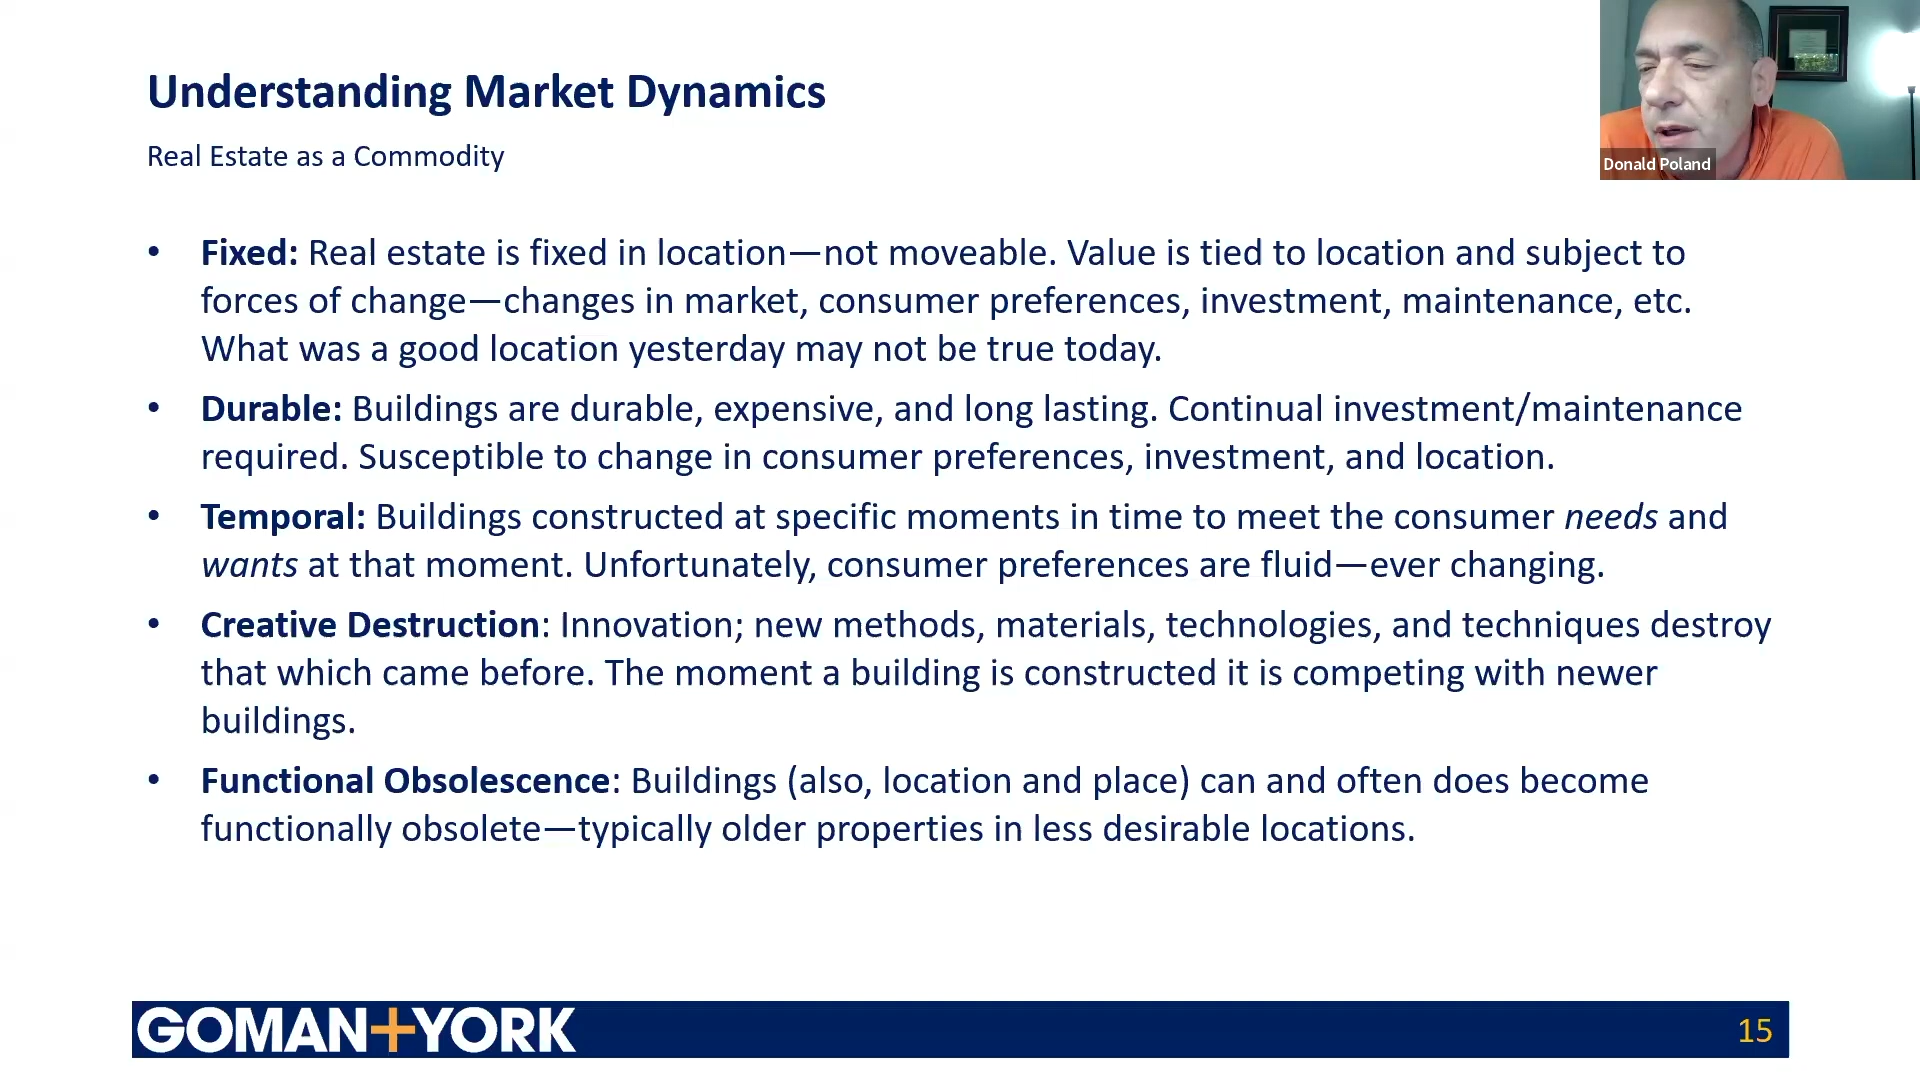 Understanding Market Dynamics
Real Estate as a Commodity
Donald Poland
• Fixed: Real estate is fixed in location—not moveable. Value is tied to location and subject to
forces of change—changes in market, consumer preferences, investment, maintenance, etc.
What was a good location yesterday may not be true today.
• Durable: Buildings are durable, expensive, and long lasting. Continual investment/maintenance
required. Susceptible to change in consumer preferences, investment, and location.
• Temporal: Buildings constructed at specific moments in time to meet the consumer needs and
wants at that moment. Unfortunately, consumer preferences are fluid—ever changing.
• Creative Destruction: Innovation; new methods, materials, technologies, and techniques destroy
that which came before. The moment a building is constructed it is competing with newer
buildings.
• Functional Obsolescence: Buildings (also, location and place) can and often does become
functionally obsolete—typically older properties in less desirable locations.
GOMAN+YORK
15